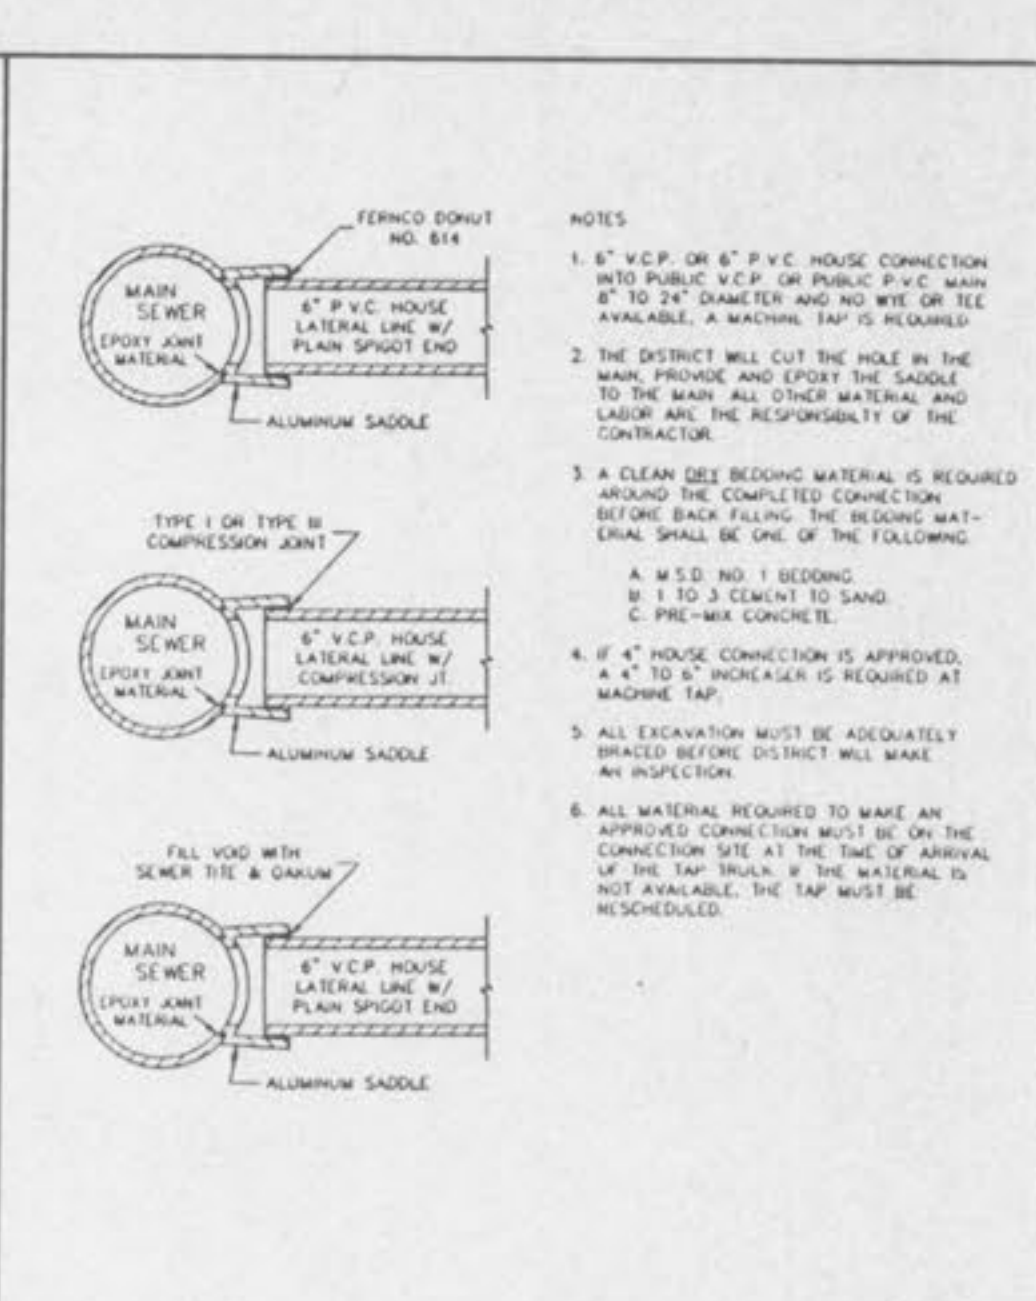 FERNCO DONUT
NO. 614
MAIN
SEWER
EPOXY JOINT
MATERIAL
6" P.V.C. HOUSE
LATERAL LINE W/
PLAIN SPIGOT END
ALUMINUM SADDLE
TYPE I OR TYPE III
COMPRESSION JOINT
MAIN
SEWER
EPOXY JOINT
MATERIAL
6" V.C.P. HOUSE
LATERAL LINE W/
COMPRESSION JT.
ALUMINUM SADDLE
FILL VOID WITH
SEWER TITE & OAKUM
MAIN
SEWER
EPOXY JOINT
MATERIAL
6" V.C.P. HOUSE
LATERAL LINE W/
PLAIN SPIGOT END
ALUMINUM SADDLE
NOTES
1. 6" V.C.P. OR 6" P.V.C. HOUSE CONNECTION
INTO PUBLIC V.C.P. OR PUBLIC P.V.C. MAIN
8" TO 24" DIAMETER AND NO WYE OR TEE
AVAILABLE, A MACHINE TAP IS REQUIRED.
2. THE DISTRICT WILL CUT THE HOLE IN THE
MAIN, PROVIDE AND EPOXY THE SADDLE
TO THE MAIN. ALL OTHER MATERIAL AND
LABOR ARE THE RESPONSIBILTY OF THE
CONTRACTOR.
3. A CLEAN DRY BEDDING MATERIAL IS REQUIRED
AROUND THE COMPLETED CONNECTION
BEFORE BACK FILLING. THE BEDDING MAT-
ERIAL SHALL BE ONE OF THE FOLLOWING
A. M.S.D. NO. 1 BEDDING.
B. 1 TO 3 CEMENT TO SAND.
C. PRE-MIX CONCRETE.
4. IF 4" HOUSE CONNECTION IS APPROVED,
A 4" TO 6" INCREASER IS REQUIRED AT
MACHINE TAP.
5. ALL EXCAVATION MUST BE ADEQUATELY
BRACED BEFORE DISTRICT WILL MAKE
AN INSPECTION.
6. ALL MATERIAL REQUIRED TO MAKE AN
APPROVED CONNECTION MUST BE ON THE
CONNECTION SITE AT THE TIME OF ARRIVAL
OF THE TAP TRUCK. IF THE MATERIAL IS
NOT AVAILABLE, THE TAP MUST BE
RESCHEDULED.